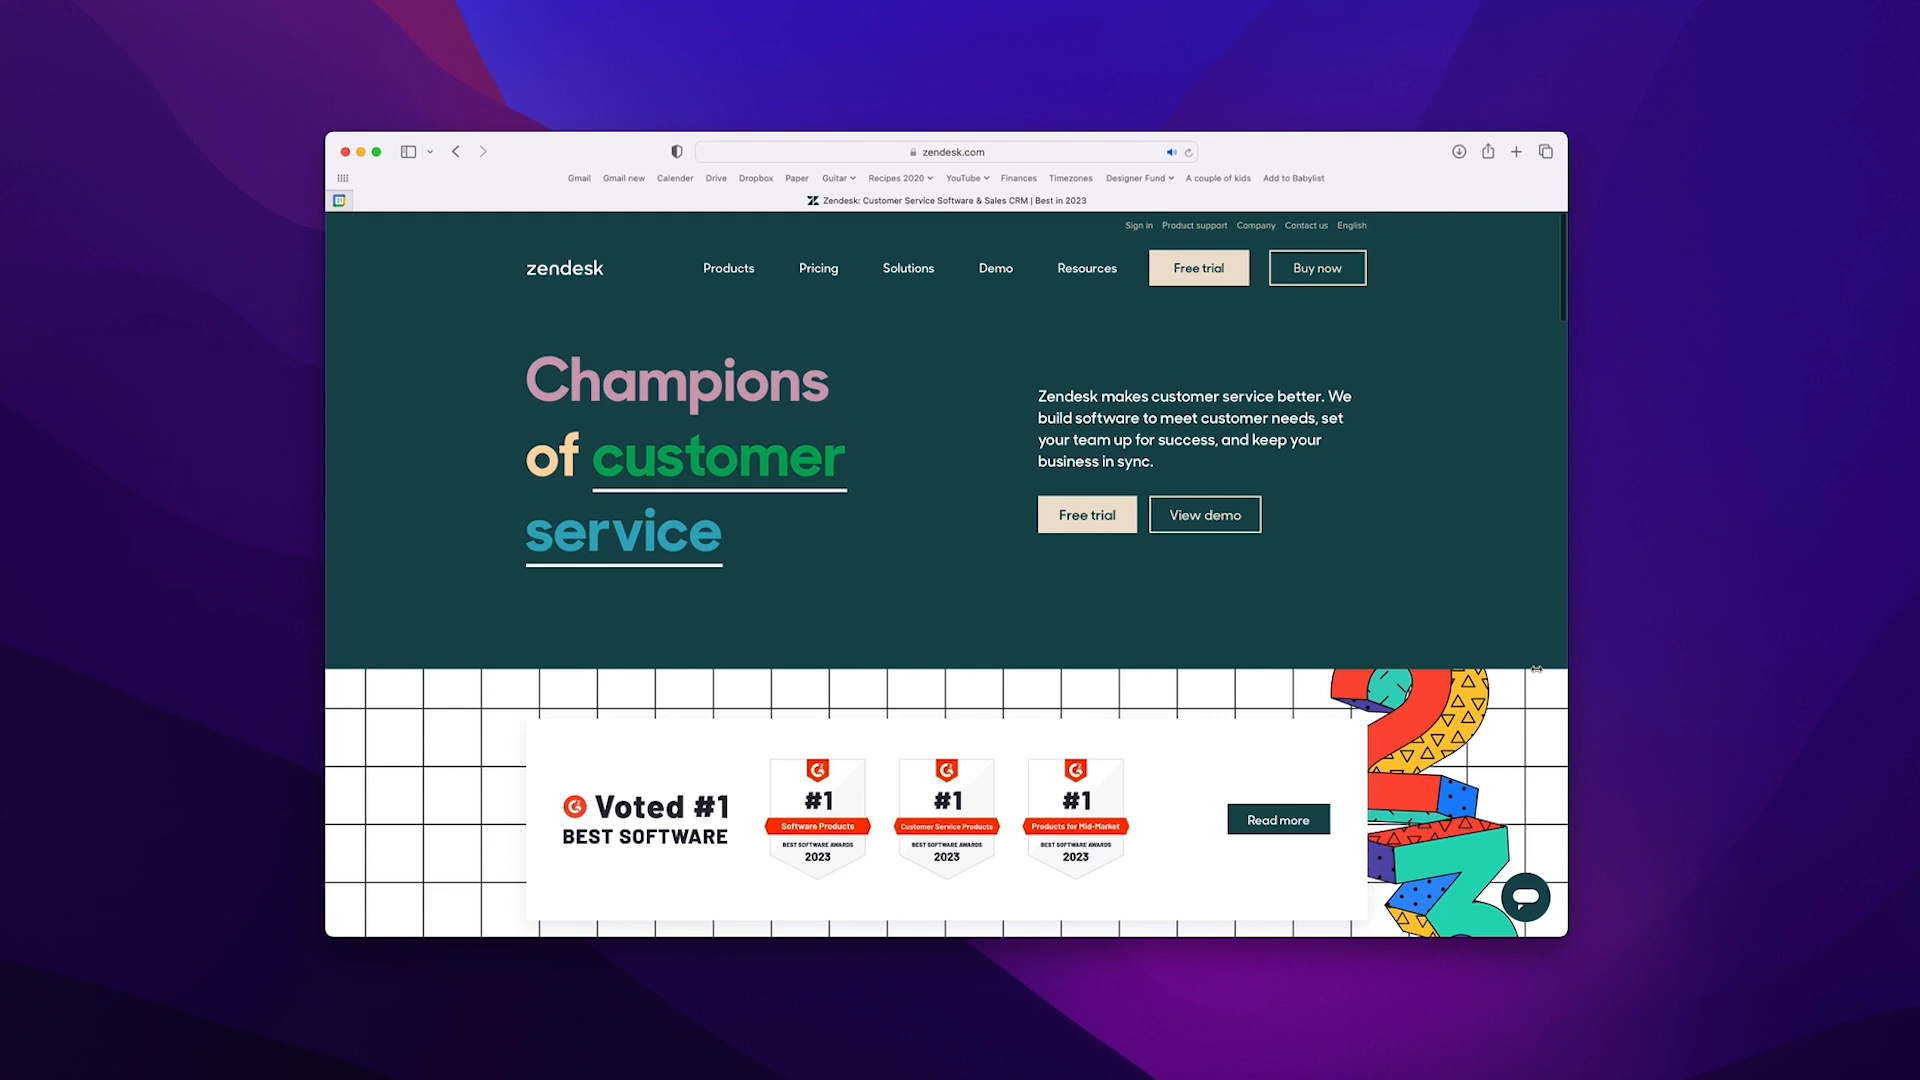 zendesk.com
Gmail Gmail new Calender Drive Dropbox Paper Guitar Recipes 2020 YouTube Finances Timezones Designer Fund A couple of kids Add to Babylist
Zendesk: Customer Service Software & Sales CRM | Best in 2023
Sign in Product support Company Contact us English
zendesk Products Pricing Solutions Demo Resources Free trial Buy now
Champions
of customer
service
Zendesk makes customer service better. We
build software to meet customer needs, set
your team up for success, and keep your
business in sync.
Free trial View demo
Voted #1
BEST SOFTWARE
#1
Software Products
BEST SOFTWARE AWARDS
2023
#1
Customer Service Products
BEST SOFTWARE AWARDS
2023
#1
Products for Mid-Market
BEST SOFTWARE AWARDS
2023
Read more